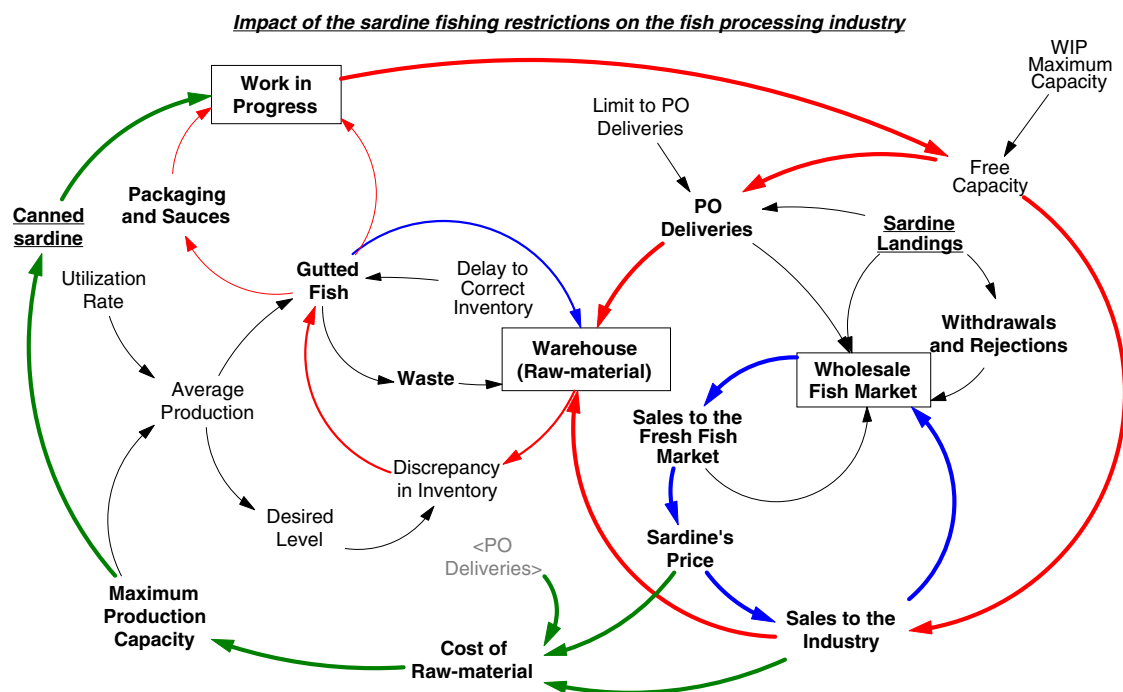 Impact of the sardine fishing restrictions on the fish processing industry
WIP
Maximum
Capacity
Work in
Progress
Limit to PO
Deliveries
Free
Capacity
Packaging
and Sauces
PO
Deliveries
Canned
sardine
Sardine
Landings
Gutted
Fish
Delay to
Correct
Inventory
Utilization
Rate
Withdrawals
and Rejections
Warehouse
(Raw-material)
Wholesale
Fish Market
Waste
Average
Production
Sales to the
Fresh Fish
Market
Discrepancy
in Inventory
Desired
Level
Sardine's
Price
<PO
Deliveries>
Maximum
Production
Capacity
Sales to the
Industry
Cost of
Raw-material